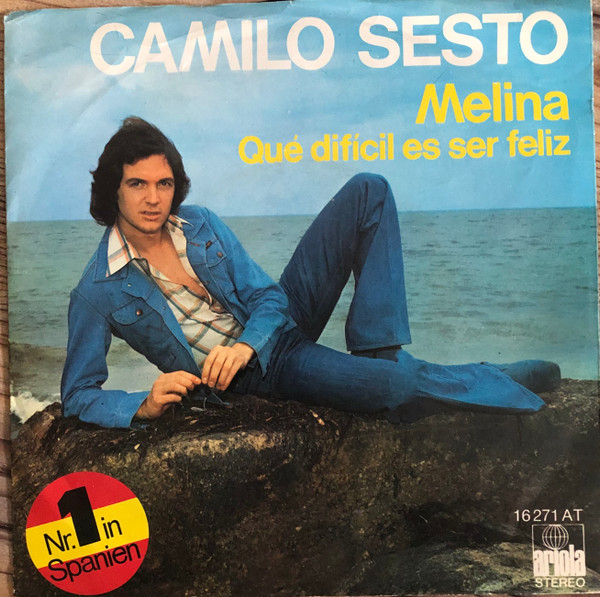 CAMILO SESTO
Melina
Qué difícil es ser feliz
Nr. 1 in
Spanien
16 271 AT
ariola
STEREO